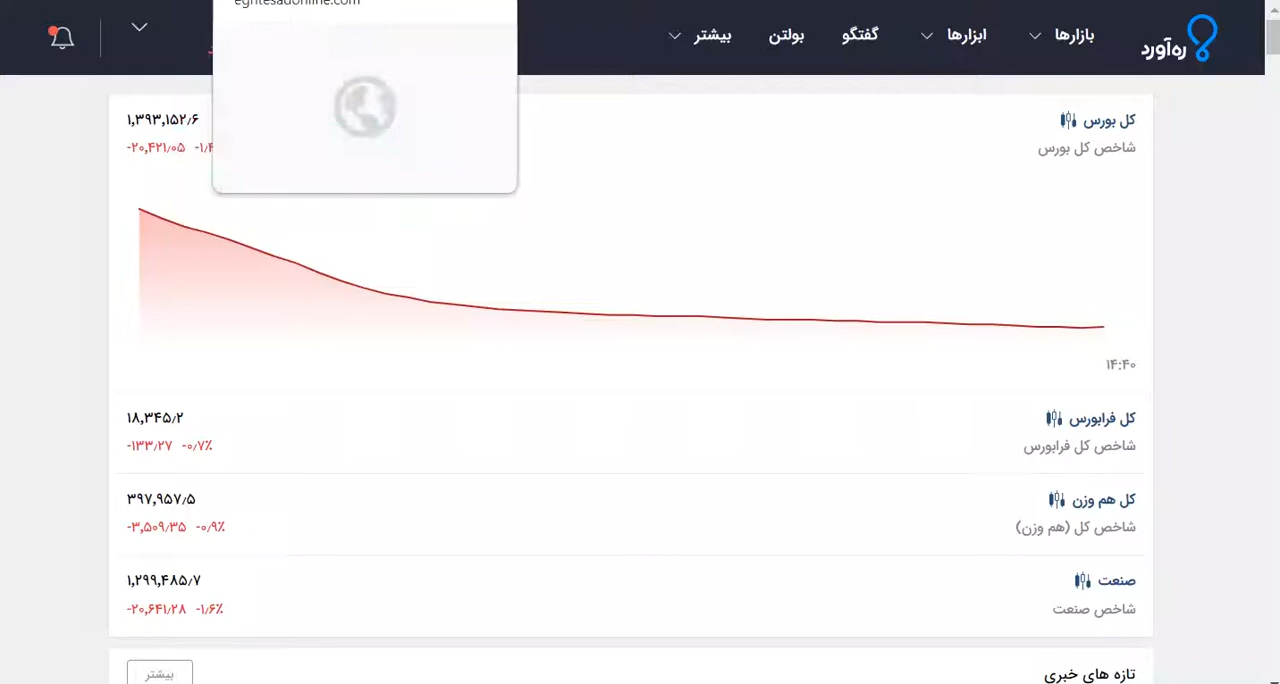 eghtesadonline.com
ره‌آورد بازارها ابزارها گفتگو بولتن بیشتر
کل بورس ۱,۳۹۳,۱۵۲٫۶
شاخص کل بورس -۲۰,۴۲۱٫۰۵
۱۴:۴۰
کل فرابورس ۱۸,۳۴۵٫۲
شاخص کل فرابورس -۱۳۳٫۲۷ -۰٫۷٪
کل هم وزن ۳۹۷,۹۵۷٫۵
شاخص کل (هم وزن) -۳,۵۰۹٫۳۵ -۰٫۹٪
صنعت ۱,۲۹۹,۴۸۵٫۷
شاخص صنعت -۲۰,۶۴۱٫۲۸ -۱٫۶٪
تازه های خبری بیشتر